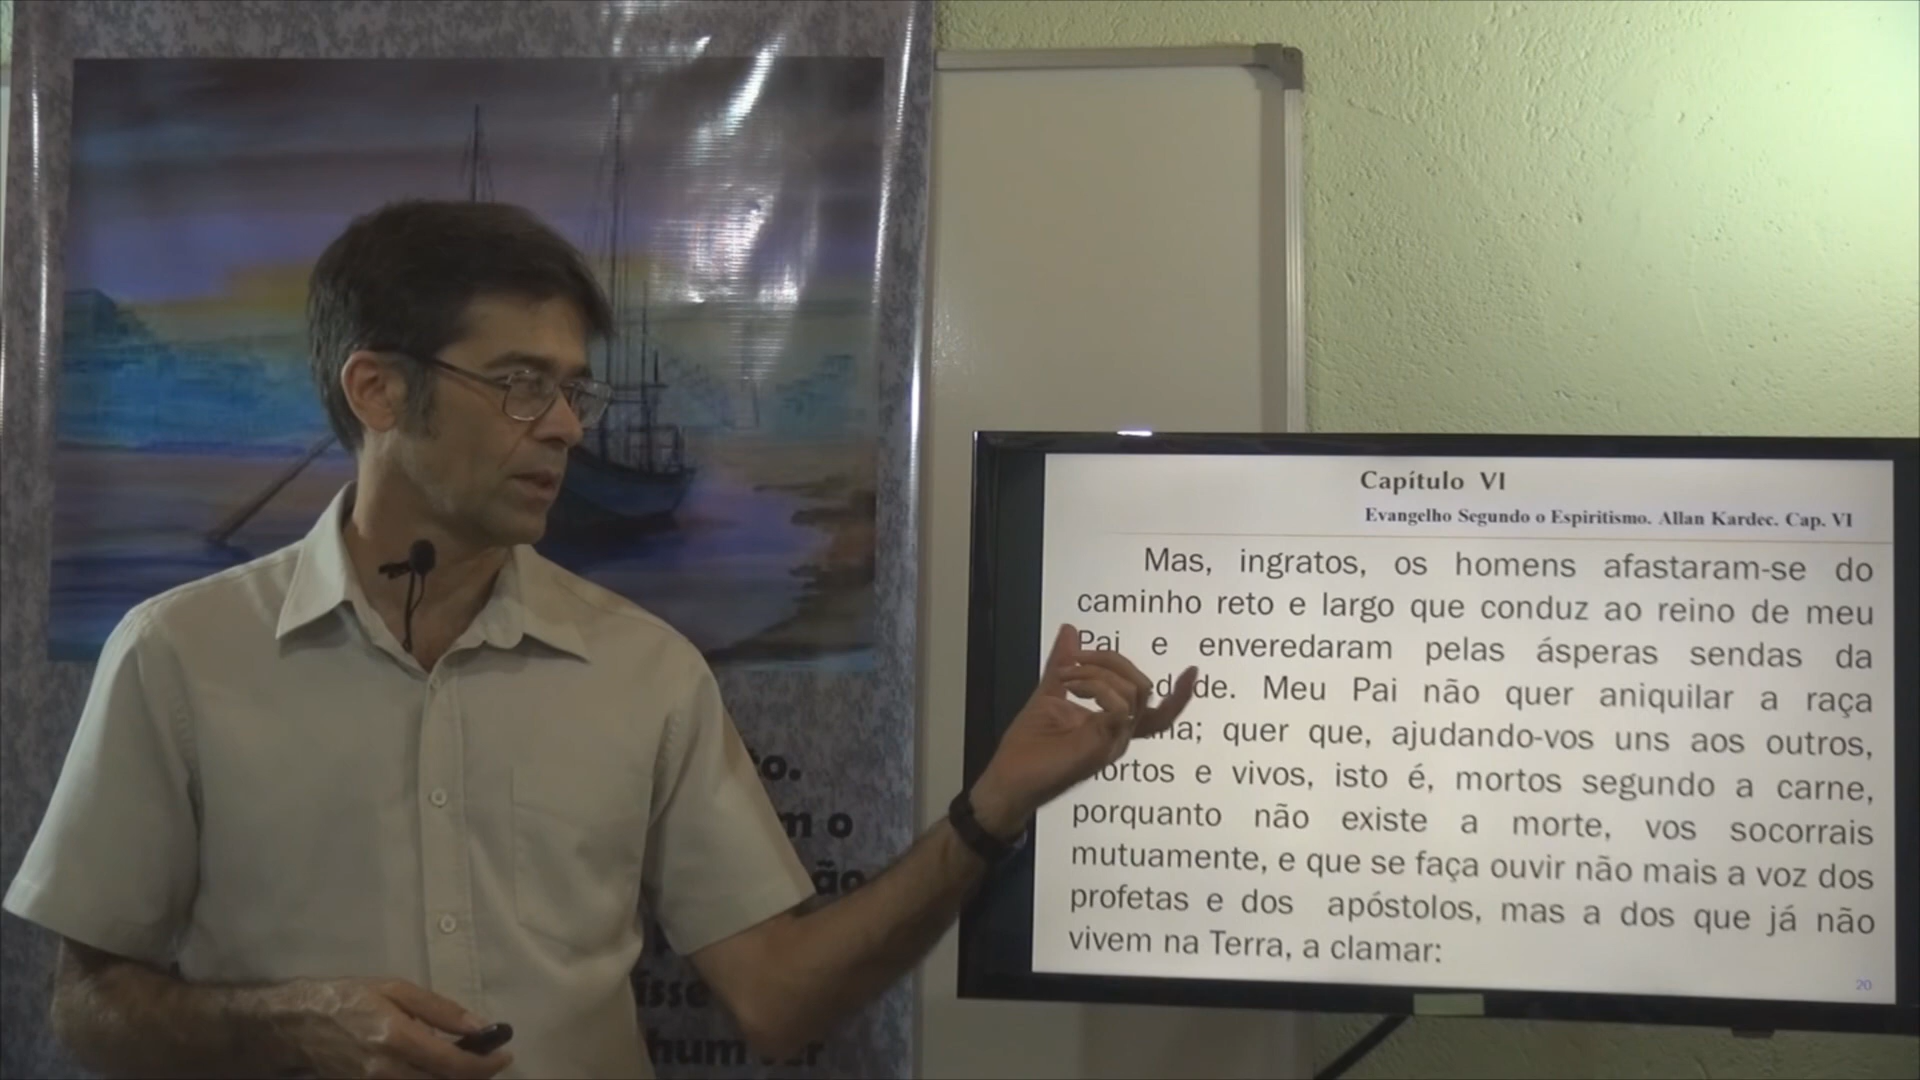 Capítulo VI
Evangelho Segundo o Espiritismo. Allan Kardec. Cap. VI
Mas, ingratos, os homens afastaram-se do
caminho reto e largo que conduz ao reino de meu
Pai e enveredaram pelas ásperas sendas da
de. Meu Pai não quer aniquilar a raça
na; quer que, ajudando-vos uns aos outros,
mortos e vivos, isto é, mortos segundo a carne,
porquanto não existe a morte, vos socorrais
mutuamente, e que se faça ouvir não mais a voz dos
profetas e dos apóstolos, mas a dos que já não
vivem na Terra, a clamar:
20